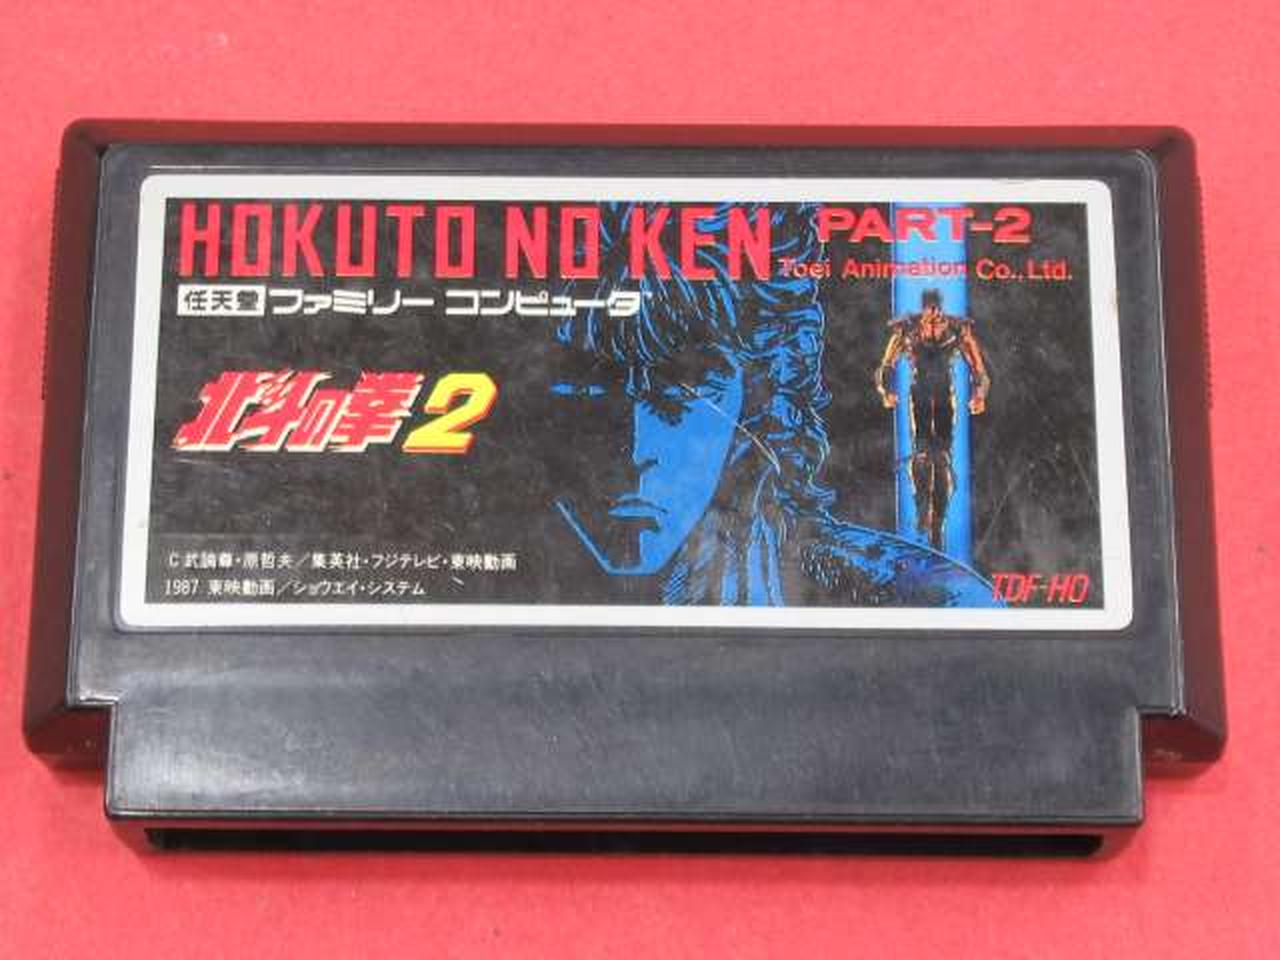 HOKUTO NO KEN PART-2
Toei Animation Co.,Ltd.
任天堂 ファミリー コンピュータ
北斗の拳2
C 武論尊・原哲夫／集英社・フジテレビ・東映動画
1987 東映動画／ショウエイ・システム
TDF-HO